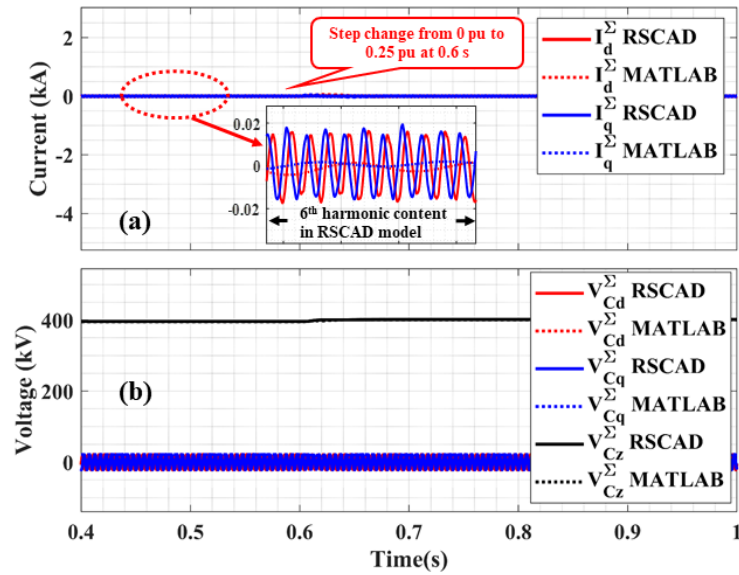 Step change from 0 pu to
0.25 pu at 0.6 s
I_d^Σ RSCAD
I_d^Σ MATLAB
I_q^Σ RSCAD
I_q^Σ MATLAB
Current (kA)
2
0
-2
-4
0.02
0
-0.02
6th harmonic content
in RSCAD model
(a)
V_Cd^Σ RSCAD
V_Cd^Σ MATLAB
V_Cq^Σ RSCAD
V_Cq^Σ MATLAB
V_Cz^Σ RSCAD
V_Cz^Σ MATLAB
Voltage (kV)
400
200
0
(b)
0.4 0.5 0.6 0.7 0.8 0.9 1
Time(s)